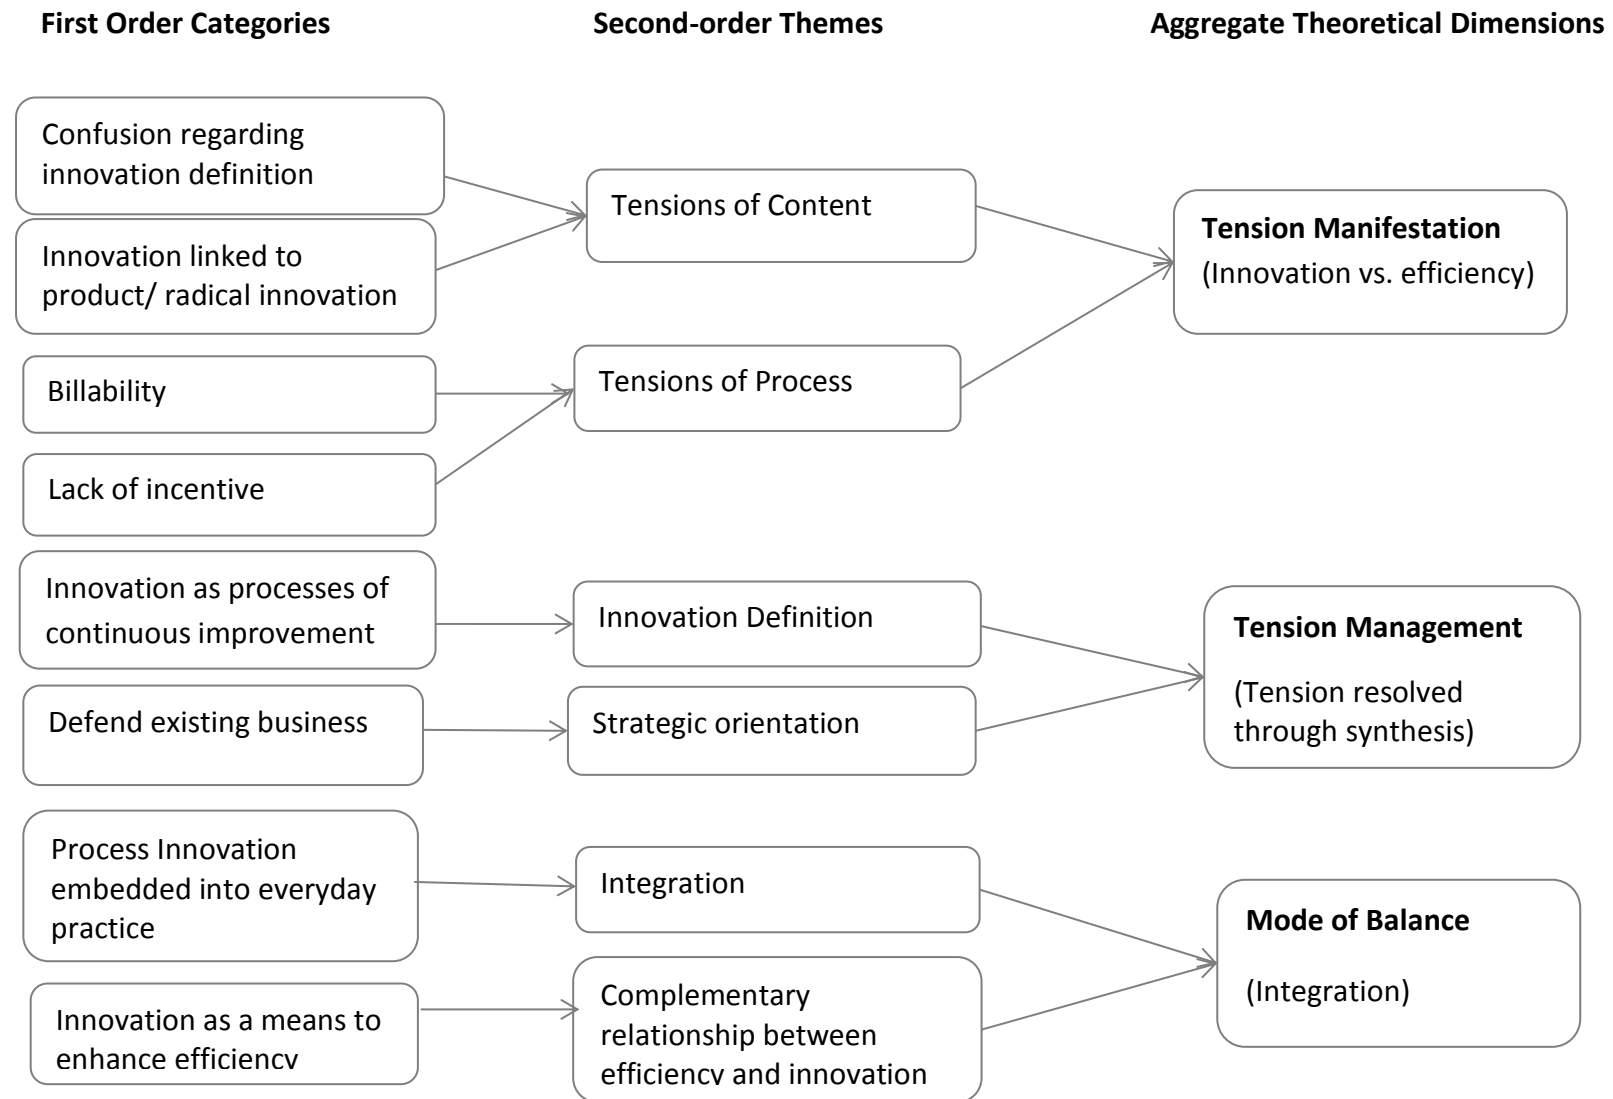 First Order Categories
Second-order Themes
Aggregate Theoretical Dimensions
Confusion regarding
innovation definition
Innovation linked to
product/ radical innovation
Billability
Lack of incentive
Innovation as processes of
continuous improvement
Defend existing business
Process Innovation
embedded into everyday
practice
Innovation as a means to
enhance efficiency
Tensions of Content
Tensions of Process
Innovation Definition
Strategic orientation
Integration
Complementary
relationship between
efficiency and innovation
Tension Manifestation
(Innovation vs. efficiency)
Tension Management
(Tension resolved
through synthesis)
Mode of Balance
(Integration)